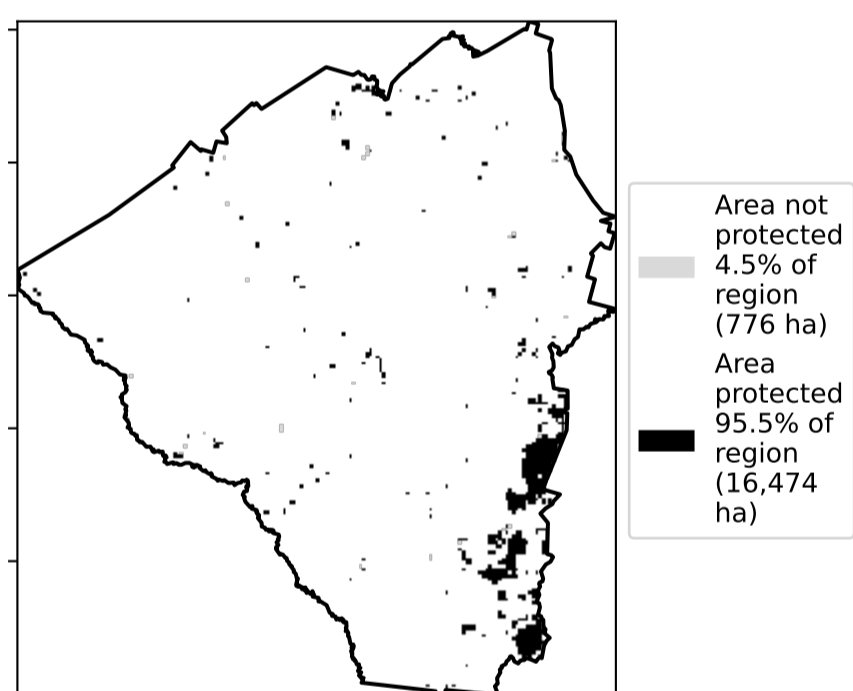 Area not
protected
4.5% of
region
(776 ha)
Area
protected
95.5% of
region
(16,474
ha)